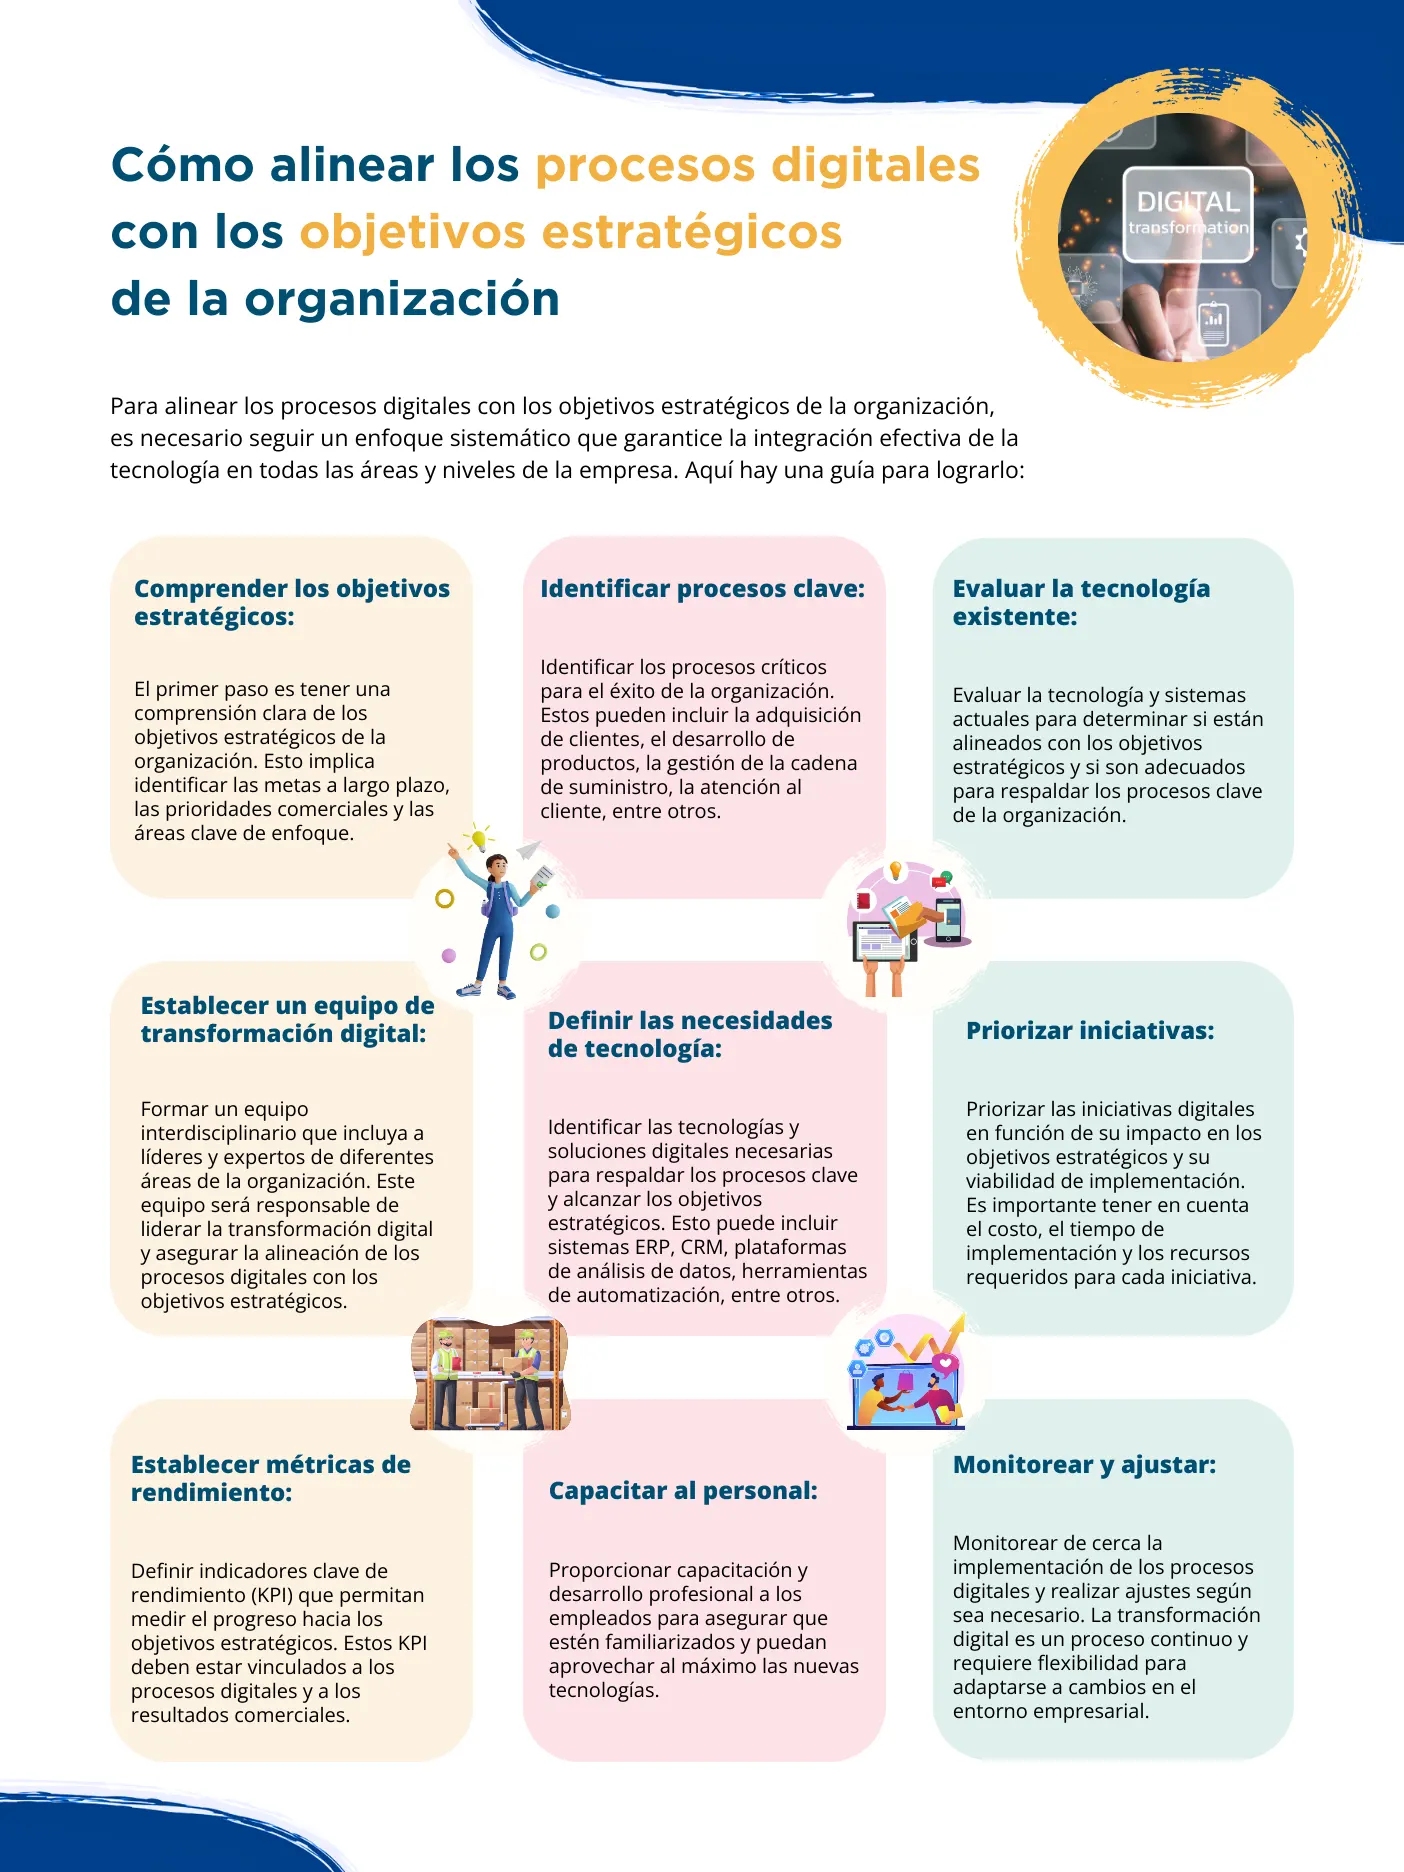 Cómo alinear los procesos digitales
con los objetivos estratégicos
de la organización
DIGITAL
transformation
Para alinear los procesos digitales con los objetivos estratégicos de la organización,
es necesario seguir un enfoque sistemático que garantice la integración efectiva de la
tecnología en todas las áreas y niveles de la empresa. Aquí hay una guía para lograrlo:
Comprender los objetivos
estratégicos:
El primer paso es tener una
comprensión clara de los
objetivos estratégicos de la
organización. Esto implica
identificar las metas a largo plazo,
las prioridades comerciales y las
áreas clave de enfoque.
Identificar procesos clave:
Identificar los procesos críticos
para el éxito de la organización.
Estos pueden incluir la adquisición
de clientes, el desarrollo de
productos, la gestión de la cadena
de suministro, la atención al
cliente, entre otros.
Evaluar la tecnología
existente:
Evaluar la tecnología y sistemas
actuales para determinar si están
alineados con los objetivos
estratégicos y si son adecuados
para respaldar los procesos clave
de la organización.
Establecer un equipo de
transformación digital:
Formar un equipo
interdisciplinario que incluya a
líderes y expertos de diferentes
áreas de la organización. Este
equipo será responsable de
liderar la transformación digital
y asegurar la alineación de los
procesos digitales con los
objetivos estratégicos.
Definir las necesidades
de tecnología:
Identificar las tecnologías y
soluciones digitales necesarias
para respaldar los procesos clave
y alcanzar los objetivos
estratégicos. Esto puede incluir
sistemas ERP, CRM, plataformas
de análisis de datos, herramientas
de automatización, entre otros.
Priorizar iniciativas:
Priorizar las iniciativas digitales
en función de su impacto en los
objetivos estratégicos y su
viabilidad de implementación.
Es importante tener en cuenta
el costo, el tiempo de
implementación y los recursos
requeridos para cada iniciativa.
Establecer métricas de
rendimiento:
Definir indicadores clave de
rendimiento (KPI) que permitan
medir el progreso hacia los
objetivos estratégicos. Estos KPI
deben estar vinculados a los
procesos digitales y a los
resultados comerciales.
Capacitar al personal:
Proporcionar capacitación y
desarrollo profesional a los
empleados para asegurar que
estén familiarizados y puedan
aprovechar al máximo las nuevas
tecnologías.
Monitorear y ajustar:
Monitorear de cerca la
implementación de los procesos
digitales y realizar ajustes según
sea necesario. La transformación
digital es un proceso continuo y
requiere flexibilidad para
adaptarse a cambios en el
entorno empresarial.